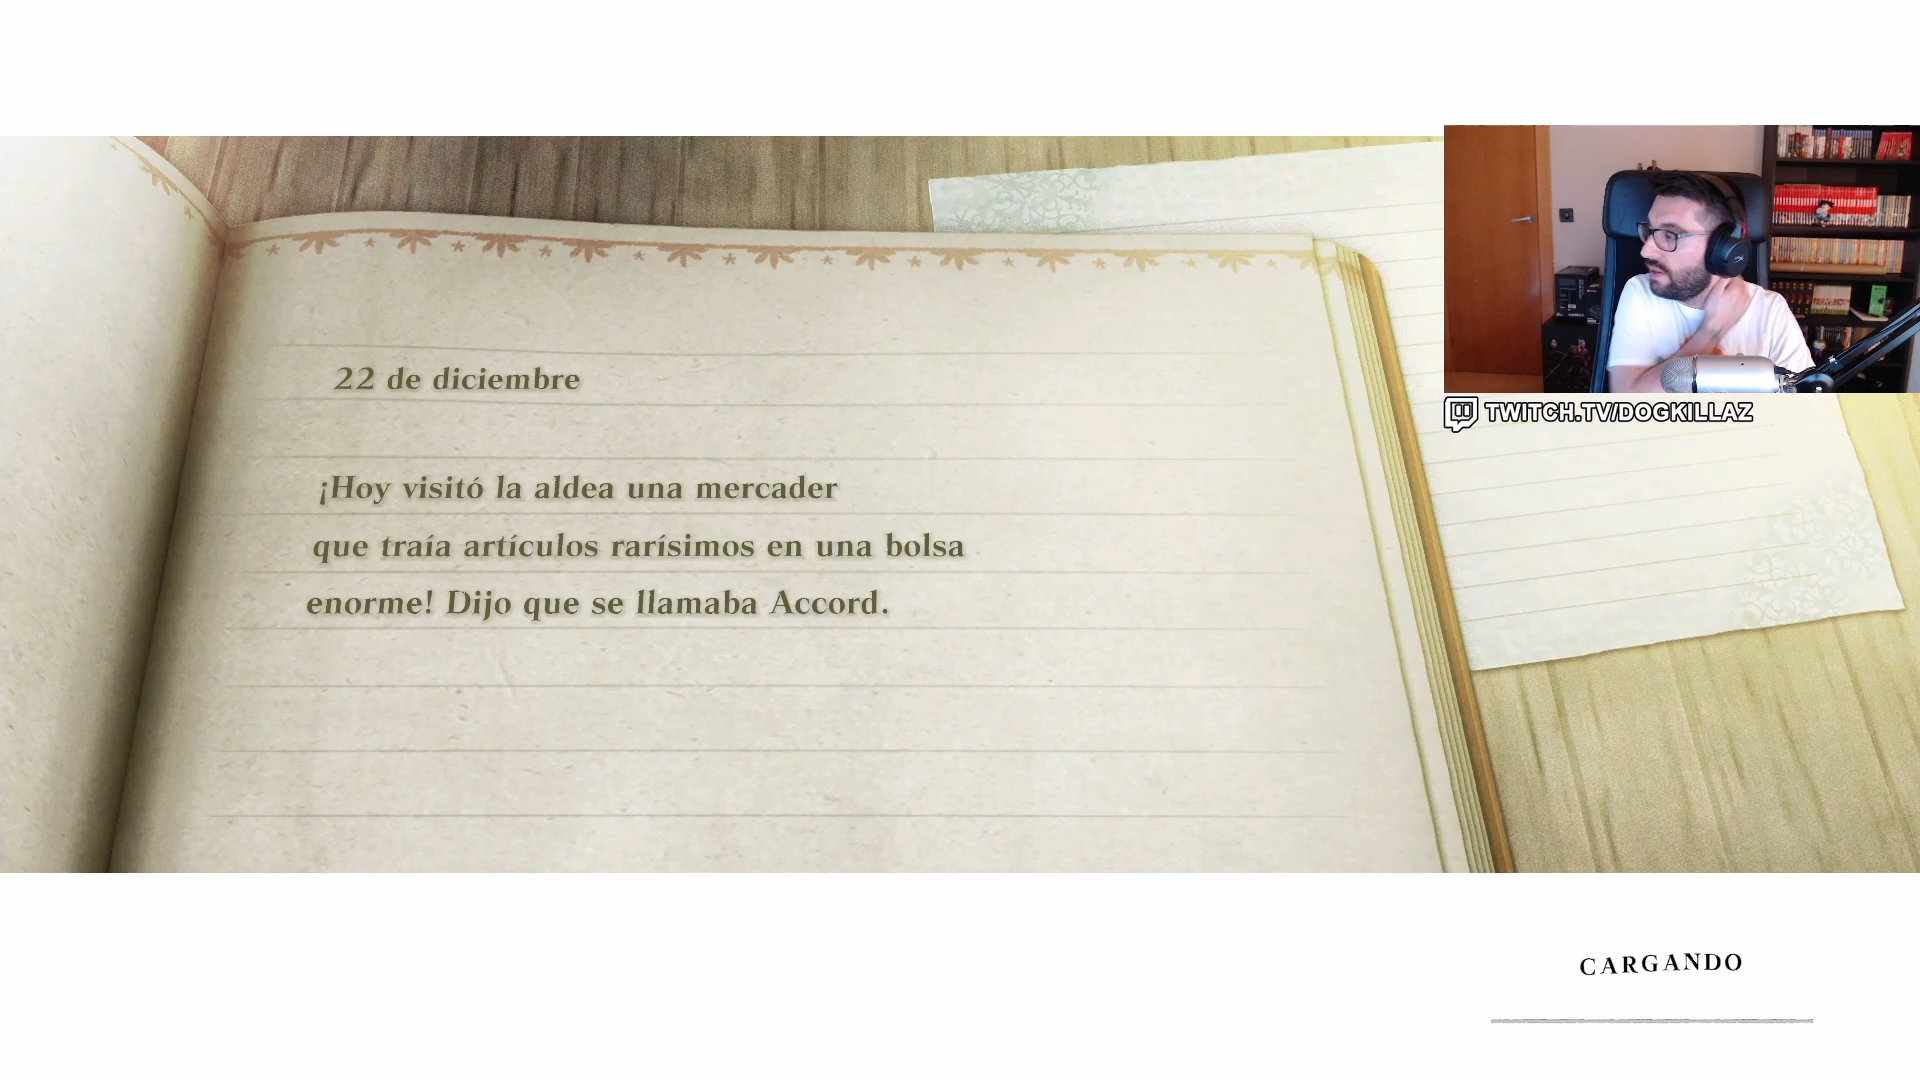 22 de diciembre
¡Hoy visitó la aldea una mercader
que traía artículos rarísimos en una bolsa
enorme! Dijo que se llamaba Accord.
TWITCH.TV/DOGKILLAZ
CARGANDO